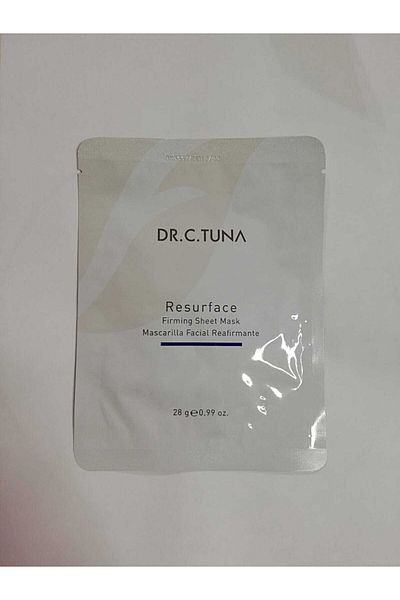 DR.C.TUNA
Resurface
Firming Sheet Mask
Mascarilla Facial Reafirmante
28 g℮0.99 oz.